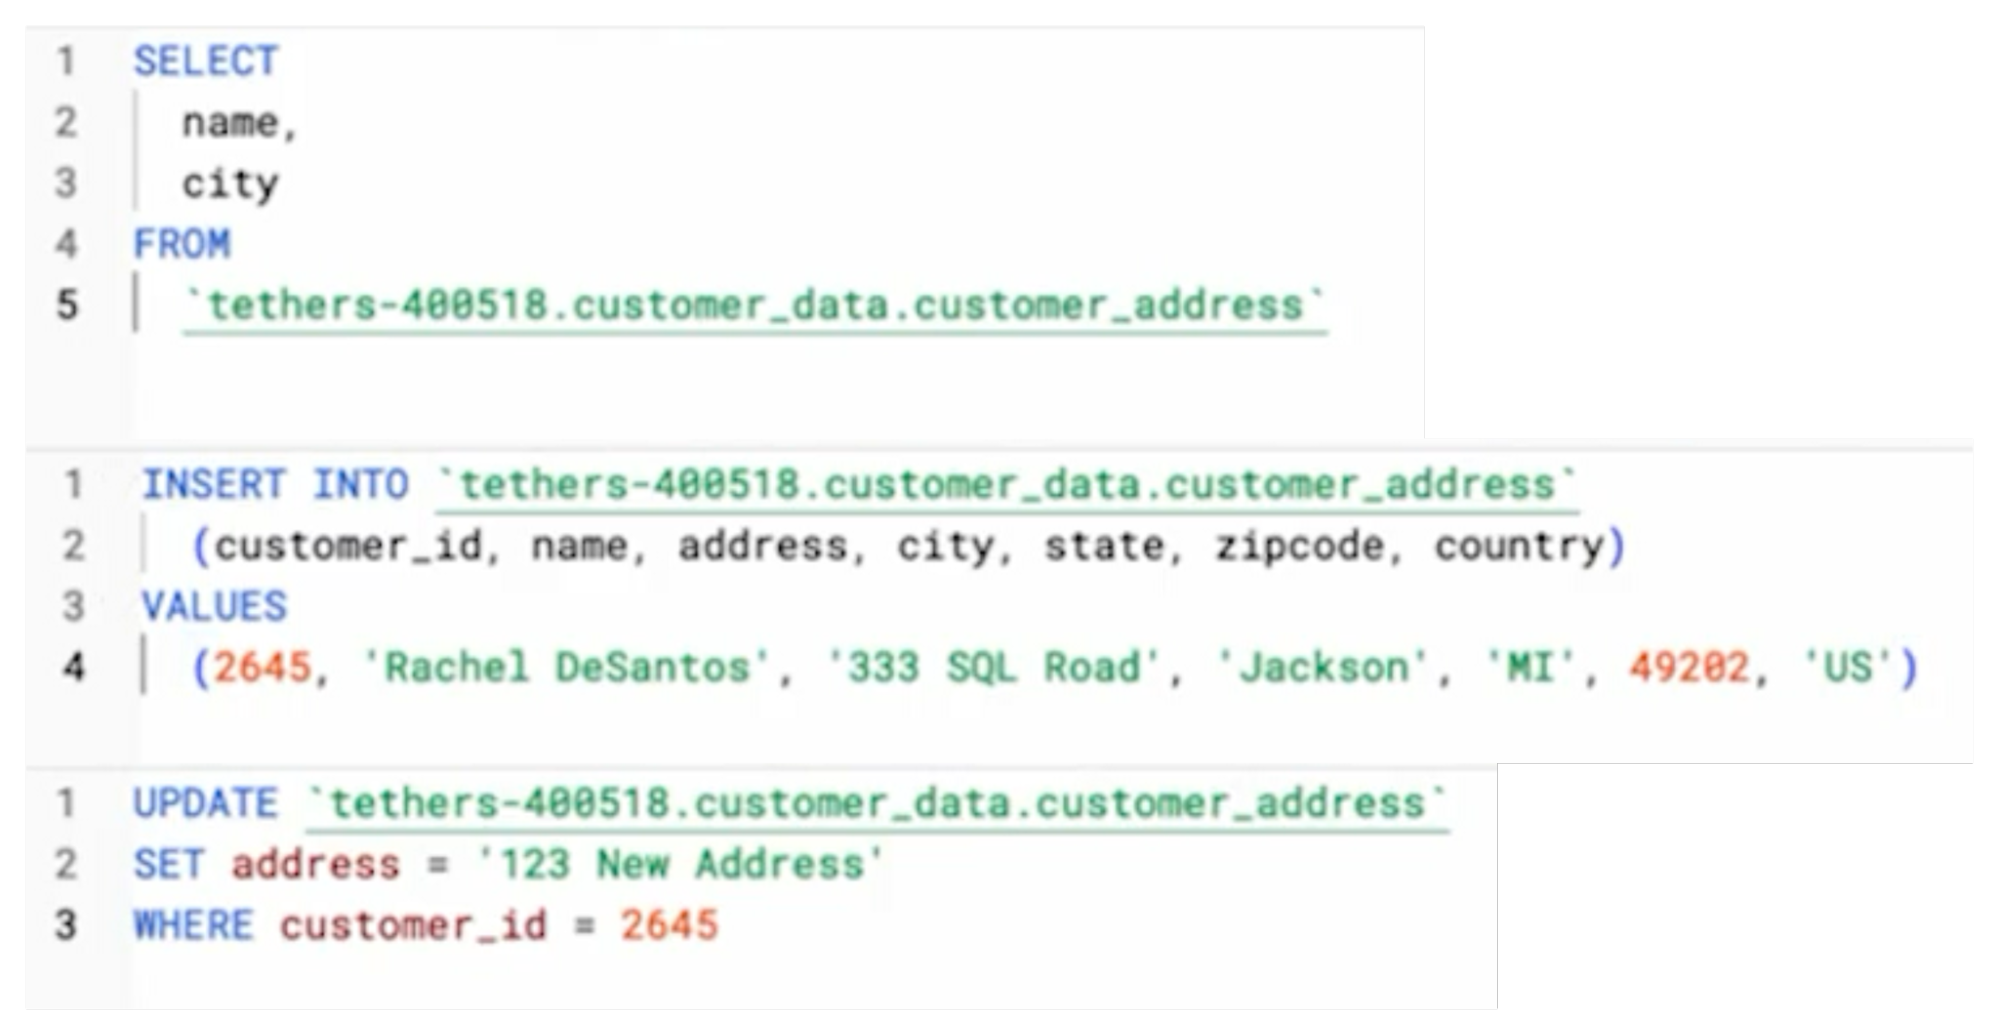 1 SELECT
2 name,
3 city
4 FROM
5 `tethers-400518.customer_data.customer_address`
1 INSERT INTO `tethers-400518.customer_data.customer_address`
2 (customer_id, name, address, city, state, zipcode, country)
3 VALUES
4 (2645, 'Rachel DeSantos', '333 SQL Road', 'Jackson', 'MI', 49202, 'US')
1 UPDATE `tethers-400518.customer_data.customer_address`
2 SET address = '123 New Address'
3 WHERE customer_id = 2645